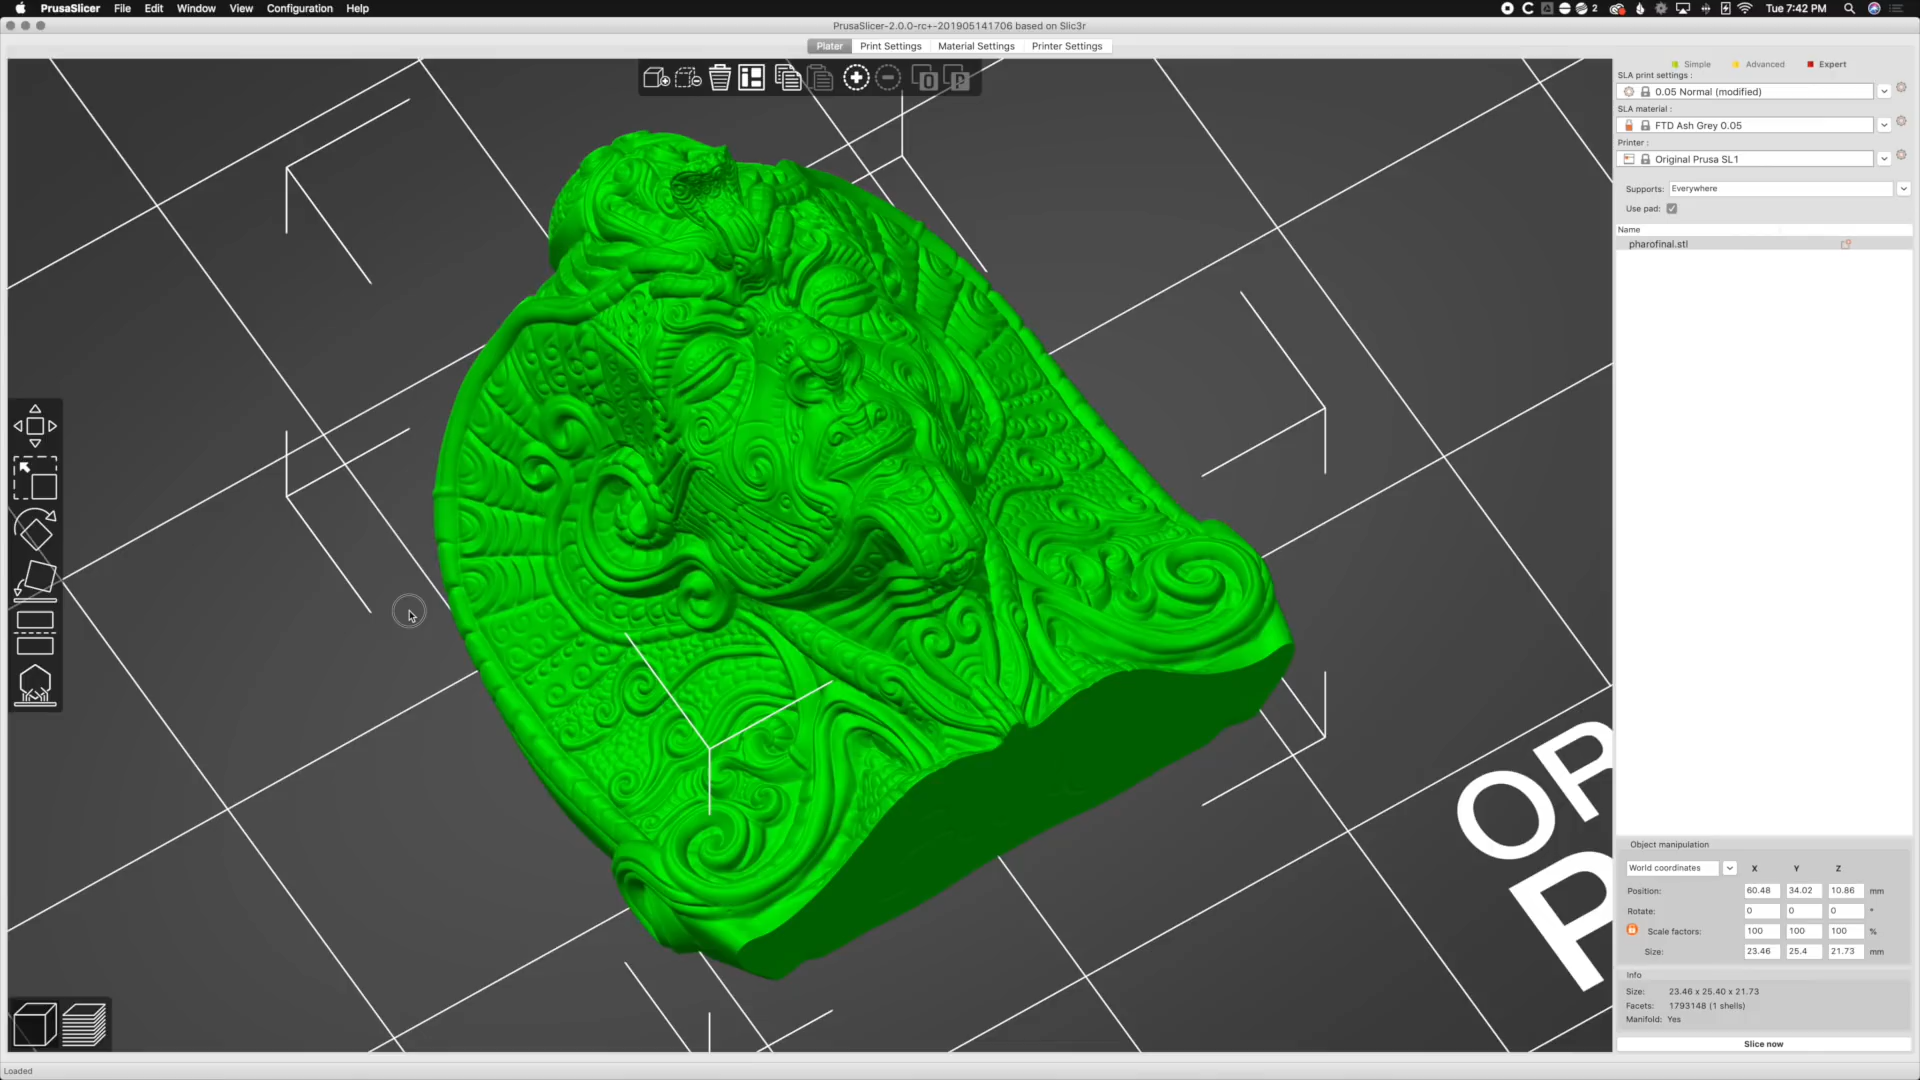 PrusaSlicer File Edit Window View Configuration Help
2 Tue 7:42 PM
PrusaSlicer-2.0.0-rc+-201905141706 based on Slic3r
Plater Print Settings Material Settings Printer Settings
Simple Advanced Expert
SLA print settings :
0.05 Normal (modified)
SLA material :
FTD Ash Grey 0.05
Printer :
Original Prusa SL1
Supports: Everywhere
Use pad:
Name
pharofinal.stl
OP
P
Object manipulation
World coordinates X Y Z
Position: 60.48 34.02 10.86 mm
Rotate: 0 0 0 °
Scale factors: 100 100 100 %
Size: 23.46 25.4 21.73 mm
Info
Size: 23.46 x 25.40 x 21.73
Facets: 1793148 (1 shells)
Manifold: Yes
Slice now
Loaded